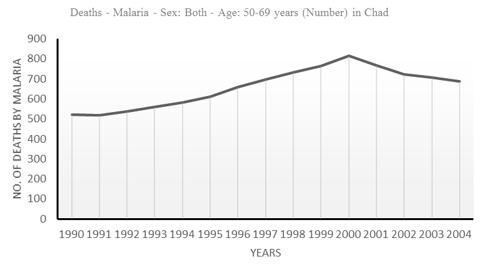 Deaths - Malaria - Sex: Both - Age: 50-69 years (Number) in Chad
NO. OF DEATHS BY MALARIA
900
800
700
600
500
400
300
200
100
0
1990 1991 1992 1993 1994 1995 1996 1997 1998 1999 2000 2001 2002 2003 2004
YEARS